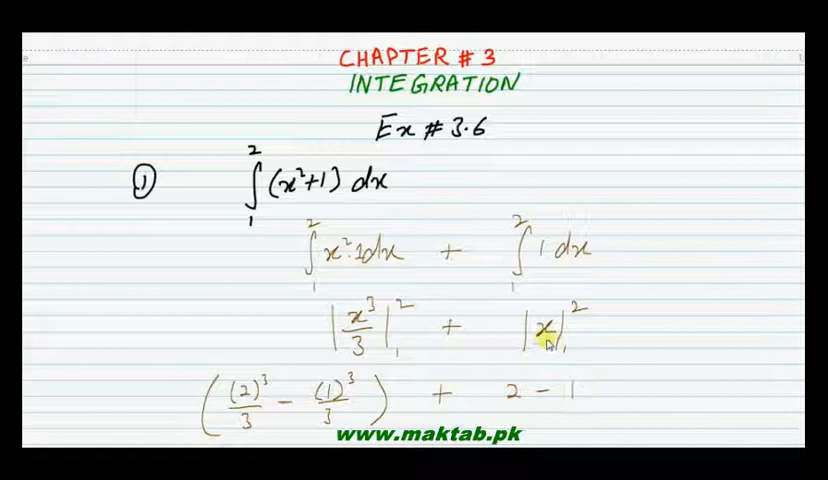 CHAPTER # 3
INTEGRATION
Ex # 3.6
① ∫₁² (x²+1) dx
∫₁² x²·1dx + ∫₁² 1 dx
|x³/3|₁² + |x|₁²
((2)³/3 − (1)³/3) + 2 − 1
www.maktab.pk